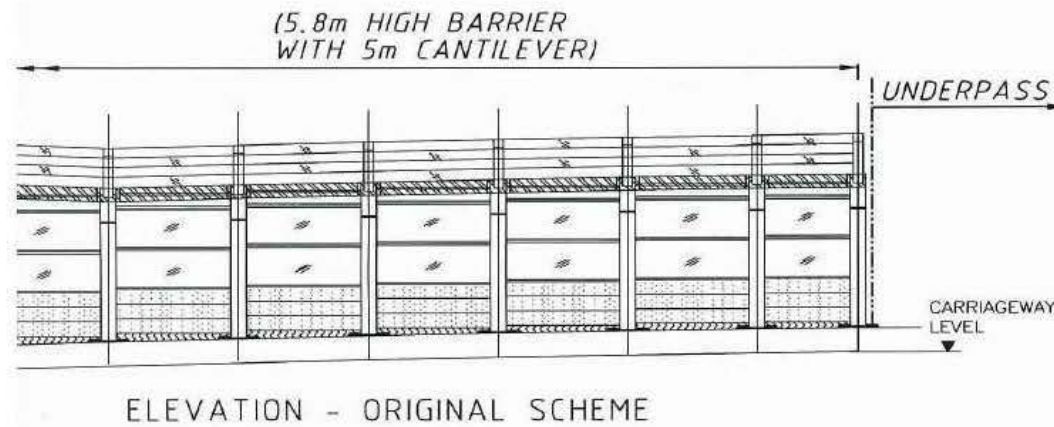 (5.8m HIGH BARRIER
WITH 5m CANTILEVER)
UNDERPASS
CARRIAGEWAY
LEVEL
ELEVATION - ORIGINAL SCHEME